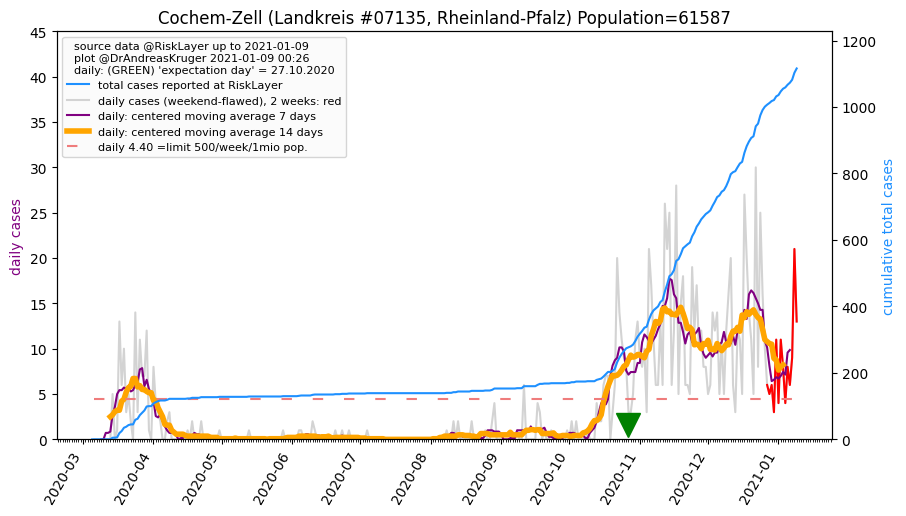 Cochem-Zell (Landkreis #07135, Rheinland-Pfalz) Population=61587
source data @RiskLayer up to 2021-01-09
plot @DrAndreasKruger 2021-01-09 00:26
daily: (GREEN) 'expectation day' = 27.10.2020
total cases reported at RiskLayer
daily cases (weekend-flawed), 2 weeks: red
daily: centered moving average 7 days
daily: centered moving average 14 days
daily 4.40 =limit 500/week/1mio pop.
daily cases
45
40
35
30
25
20
15
10
5
0
cumulative total cases
1200
1000
800
600
400
200
0
2020-03
2020-04
2020-05
2020-06
2020-07
2020-08
2020-09
2020-10
2020-11
2020-12
2021-01